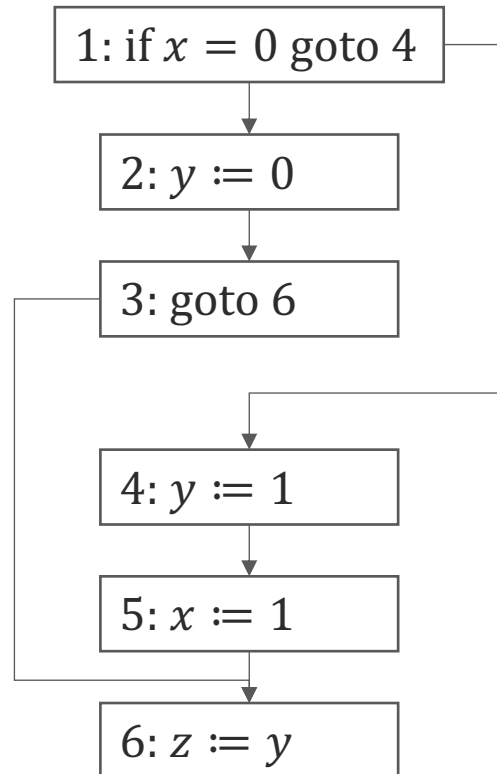 1: if x = 0 goto 4
2: y := 0
3: goto 6
4: y := 1
5: x := 1
6: z := y